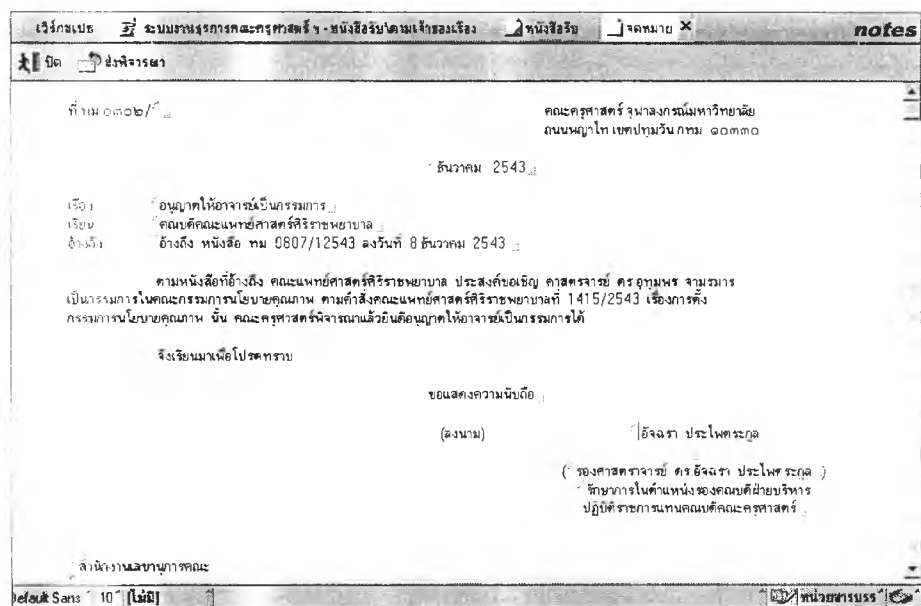 เวิร์กสเปซ ระบบงานธุรการคณะครุศาสตร์ ฯ - หนังสือรับ\ตามเจ้าของเรื่อง หนังสือรับ จดหมาย notes
ปิด ส่งพิจารณา
ที่ ทม ๐๓๐๒/
คณะครุศาสตร์ จุฬาลงกรณ์มหาวิทยาลัย
ถนนพญาไท เขตปทุมวัน กทม ๑๐๓๓๐
ธันวาคม 2543
เรื่อง อนุญาตให้อาจารย์เป็นกรรมการ
เรียน คณบดีคณะแพทย์ศาสตร์ศิริราชพยาบาล
อ้างถึง อ้างถึง หนังสือ ทม 0807/12543 ลงวันที่ 8 ธันวาคม 2543
ตามหนังสือที่อ้างถึง คณะแพทย์ศาสตร์ศิริราชพยาบาล ประสงค์ขอเชิญ ศาสตราจารย์ ดร อุทุมพร จามรมาร
เป็นกรรมการในคณะกรรมการนโยบายคุณภาพ ตามคำสั่งคณะแพทย์ศาสตร์ศิริราชพยาบาลที่ 1415/2543 เรื่องการตั้ง
กรรมการนโยบายคุณภาพ นั้น คณะครุศาสตร์พิจารณาแล้วยินดีอนุญาตให้อาจารย์เป็นกรรมการได้
จึงเรียนมาเพื่อโปรดทราบ
ขอแสดงความนับถือ
(ลงนาม) อัจฉรา ประไพตระกูล
( รองศาสตราจารย์ ดร.อัจฉรา ประไพตระกูล )
รักษาการในตำแหน่งรองคณบดีฝ่ายบริหาร
ปฏิบัติราชการแทนคณบดีคณะครุศาสตร์
สำนักงานเลขานุการคณะ
Default Sans 10 [ไม่มี] หน่วยสารบรร